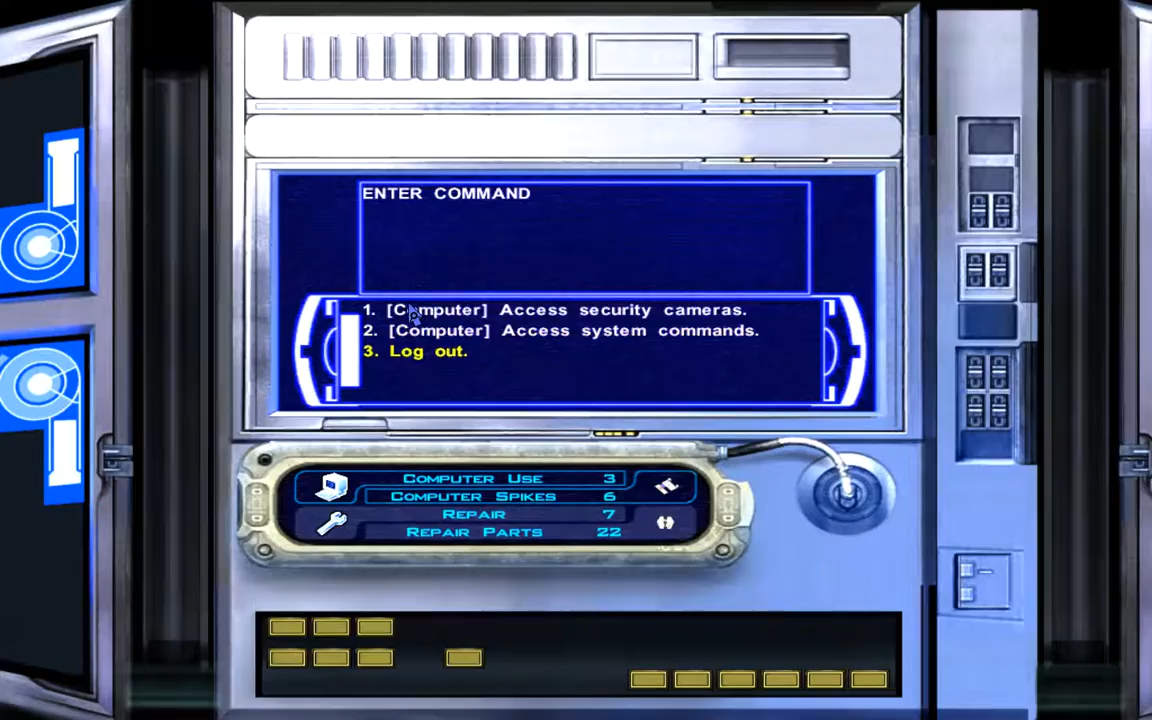 ENTER COMMAND
1. [Computer] Access security cameras.
2. [Computer] Access system commands.
3. Log out.
COMPUTER USE 3
COMPUTER SPIKES 6
REPAIR 7
REPAIR PARTS 22